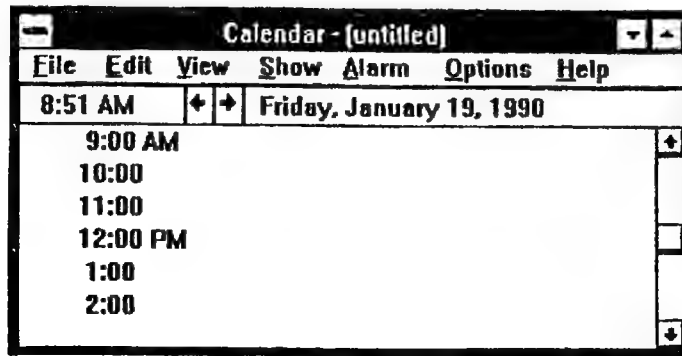 Calendar - (untitled)
File Edit View Show Alarm Options Help
8:51 AM Friday, January 19, 1990
9:00 AM
10:00
11:00
12:00 PM
1:00
2:00